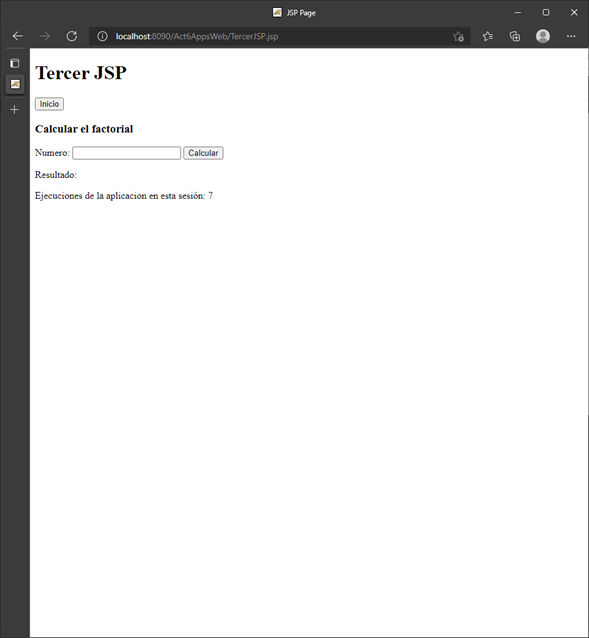 JSP Page
localhost:8090/Act6AppsWeb/TercerJSP.jsp
Tercer JSP
Inicio
Calcular el factorial
Numero: Calcular
Resultado:
Ejecuciones de la aplicacion en esta sesión: 7